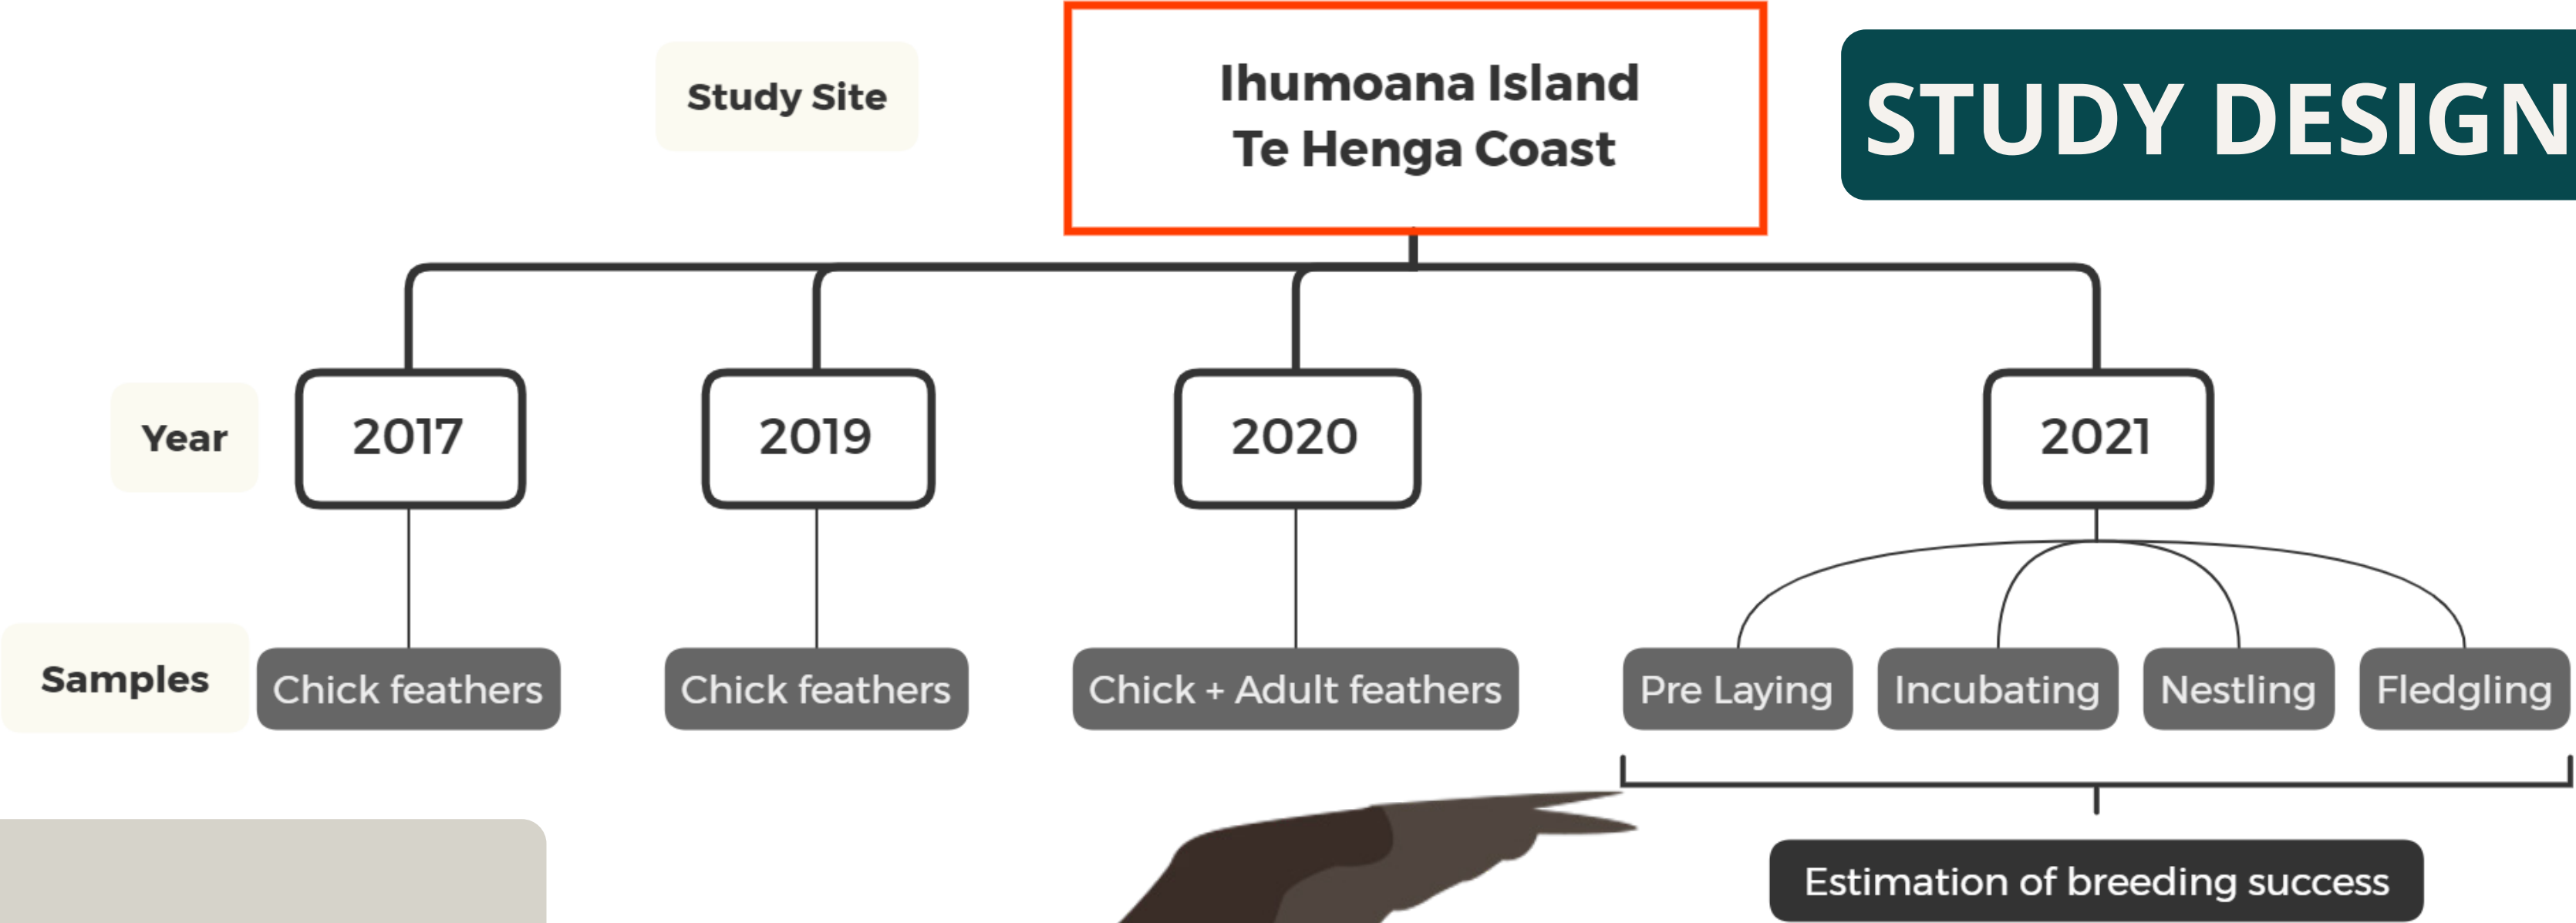 STUDY DESIGN
Study Site
Ihumoana Island
Te Henga Coast
Year
2017
2019
2020
2021
Samples
Chick feathers
Chick feathers
Chick + Adult feathers
Pre Laying
Incubating
Nestling
Fledgling
Estimation of breeding success